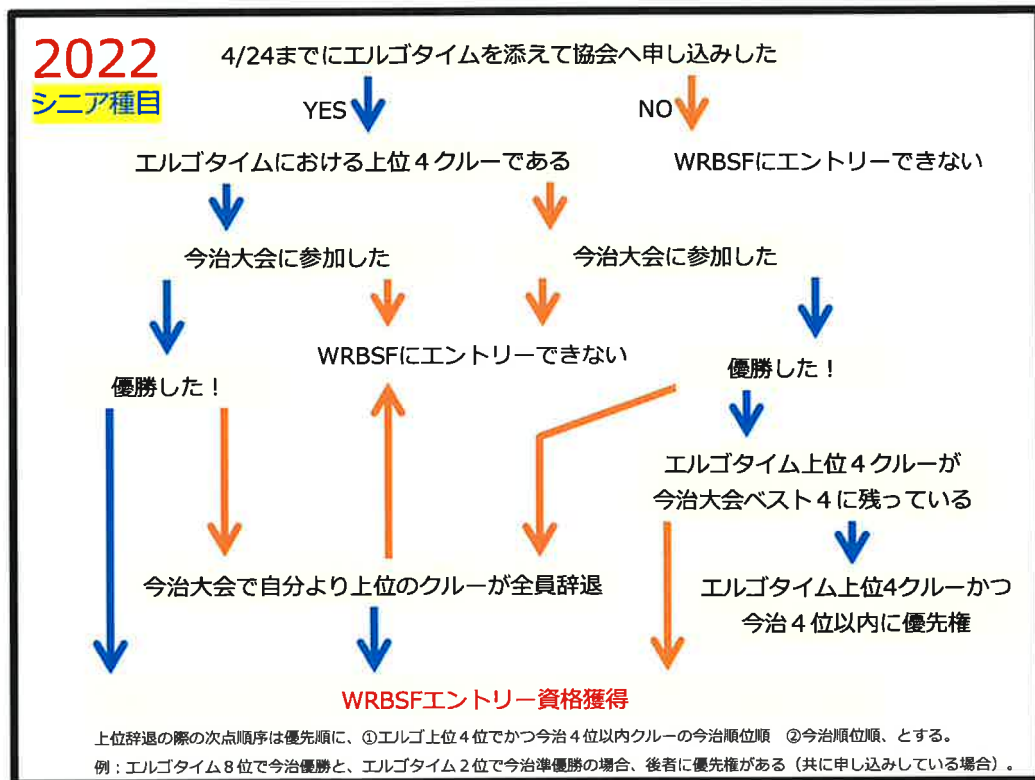 2022
シニア種目
4/24までにエルゴタイムを添えて協会へ申し込みした
YES
NO
エルゴタイムにおける上位４クルーである
WRBSFにエントリーできない
今治大会に参加した
今治大会に参加した
WRBSFにエントリーできない
優勝した！
優勝した！
エルゴタイム上位４クルーが
今治大会ベスト４に残っている
今治大会で自分より上位のクルーが全員辞退
エルゴタイム上位4クルーかつ
今治４位以内に優先権
WRBSFエントリー資格獲得
上位辞退の際の次点順序は優先順に、①エルゴ上位４位でかつ今治４位以内クルーの今治順位順　②今治順位順、とする。
例：エルゴタイム８位で今治優勝と、エルゴタイム２位で今治準優勝の場合、後者に優先権がある（共に申し込みしている場合）。